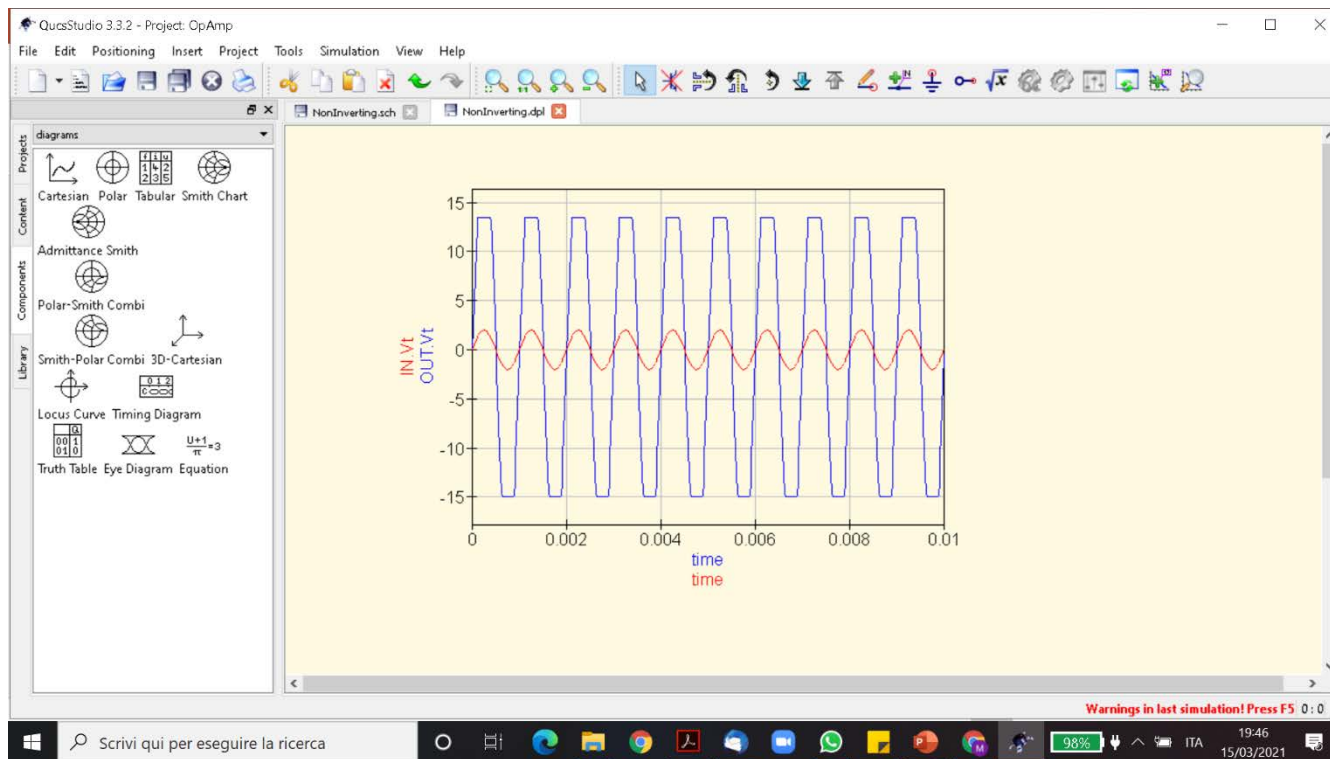 QucsStudio 3.3.2 - Project: OpAmp
File Edit Positioning Insert Project Tools Simulation View Help
NonInverting.sch NonInverting.dpl
Projects
Content
Components
Library
diagrams
Cartesian Polar Tabular Smith Chart
Admittance Smith
Polar-Smith Combi
Smith-Polar Combi 3D-Cartesian
Locus Curve Timing Diagram
Truth Table Eye Diagram Equation
IN.Vt
OUT.Vt
15
10
5
0
-5
-10
-15
0 0.002 0.004 0.006 0.008 0.01
time
time
Warnings in last simulation! Press F5 0 : 0
Scrivi qui per eseguire la ricerca
98% ITA 19:46
15/03/2021